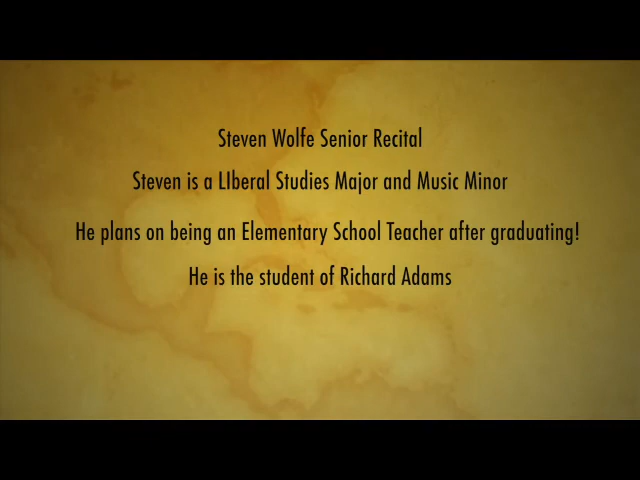 Steven Wolfe Senior Recital
Steven is a LIberal Studies Major and Music Minor
He plans on being an Elementary School Teacher after graduating!
He is the student of Richard Adams